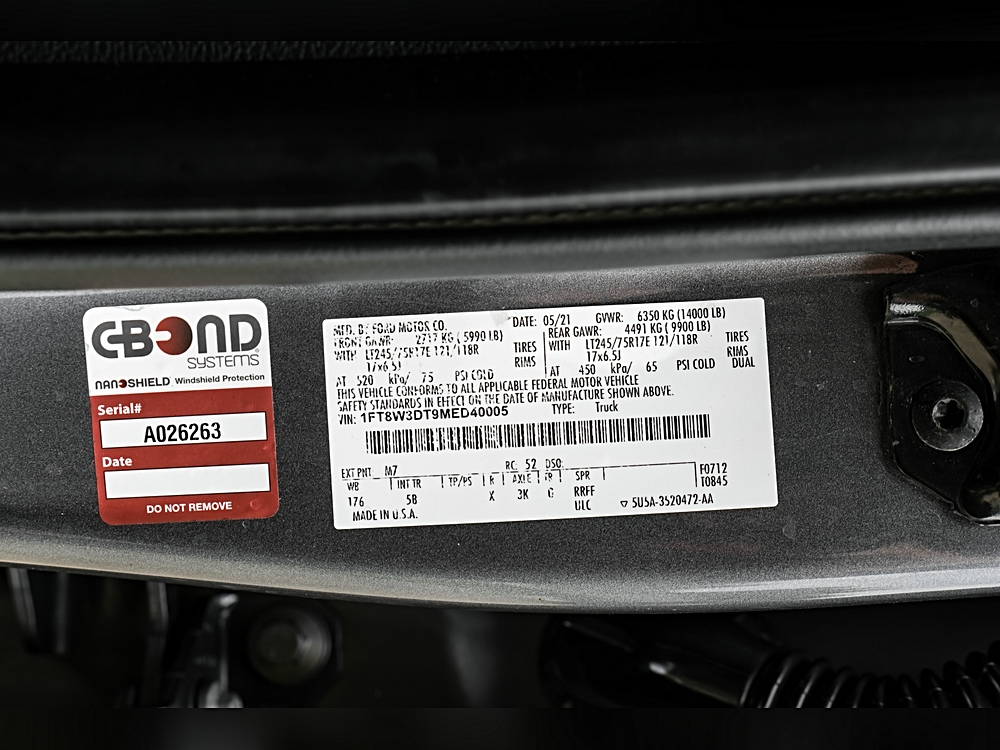 CBOND
SYSTEMS
NANOSHIELD Windshield Protection
Serial#
A026263
Date
DO NOT REMOVE
MFD. BY FORD MOTOR CO.
DATE: 05/21 GVWR: 6350 KG (14000 LB)
FRONT GAWR: 2717 KG (5990 LB)
REAR GAWR: 4491 KG (9900 LB)
WITH LT245/75R17E 121/118R TIRES
WITH LT245/75R17E 121/118R TIRES
17x6.5J RIMS
17x6.5J RIMS
AT 520 kPa/ 75 PSI COLD
AT 450 kPa/ 65 PSI COLD DUAL
THIS VEHICLE CONFORMS TO ALL APPLICABLE FEDERAL MOTOR VEHICLE
SAFETY STANDARDS IN EFFECT ON THE DATE OF MANUFACTURE SHOWN ABOVE.
VIN: 1FT8W3DT9MED40005 TYPE: Truck
EXT PNT: M7 RC: 52 DSO: F0712
WB INT TR TP/PS R AXLE TR SPR T0845
176 5B X 3K G RRFF
ULC
MADE IN U.S.A. ▽ 5U5A-3520472-AA